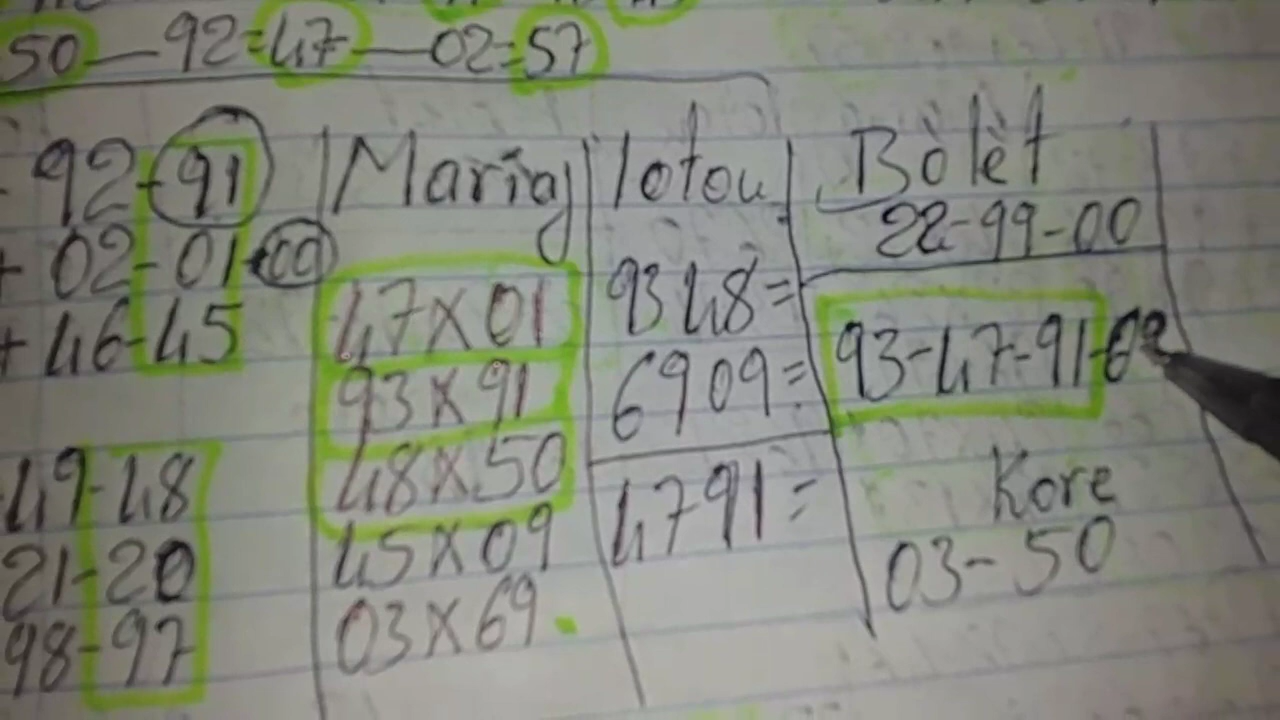 50 — 92=47 — 02=57
92-91 Mariaj lotou Bòlèt
+ 02-01-00 22-99-00
+ 46-45 47X01 9348= 93-47-91-
93X91 6909=
49-48 48X50 4791= Kore
21-20 45X09 03-50
98-97 03X69